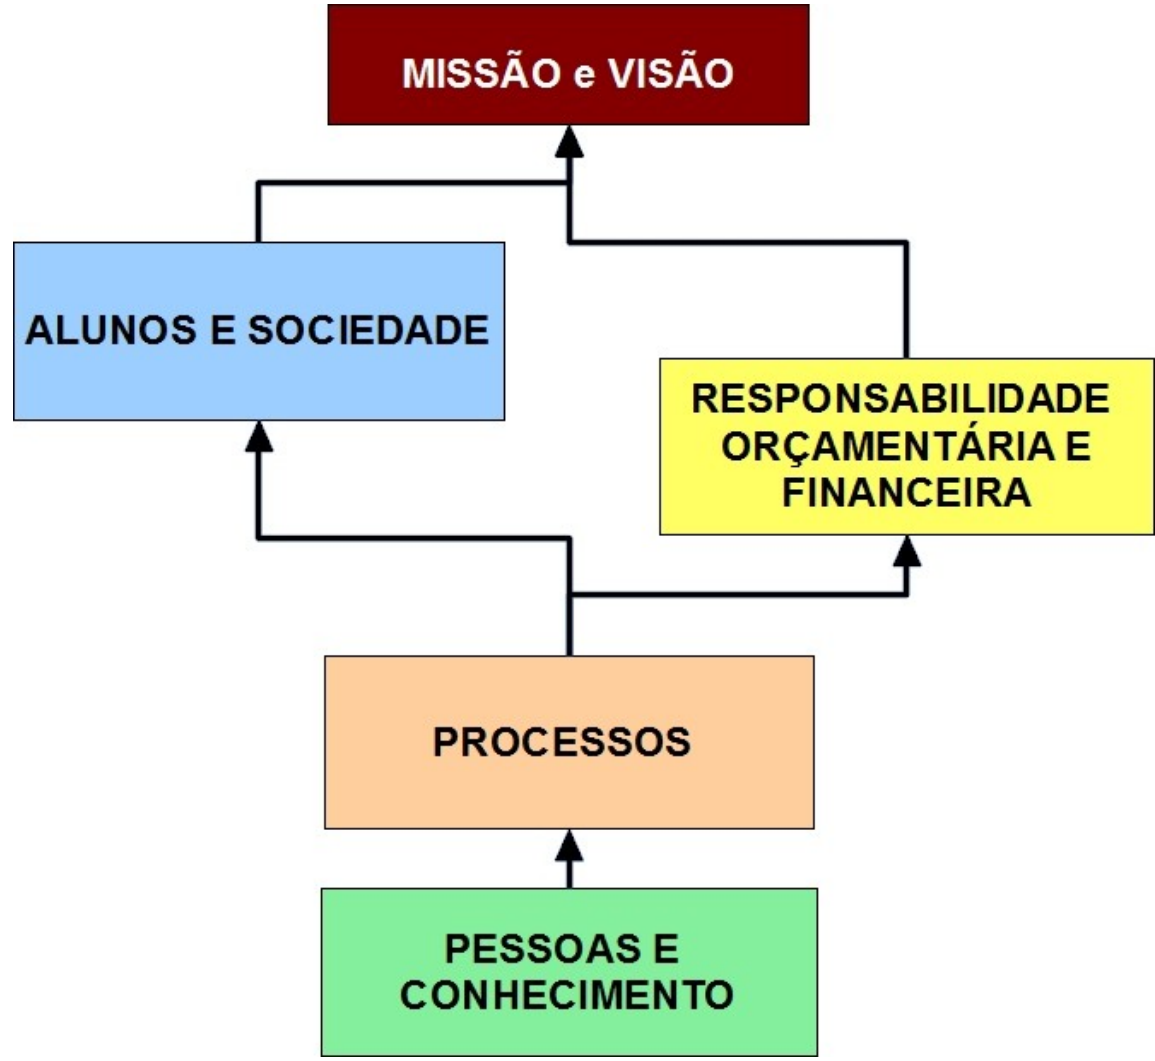 MISSÃO e VISÃO
ALUNOS E SOCIEDADE
RESPONSABILIDADE
ORÇAMENTÁRIA E
FINANCEIRA
PROCESSOS
PESSOAS E
CONHECIMENTO